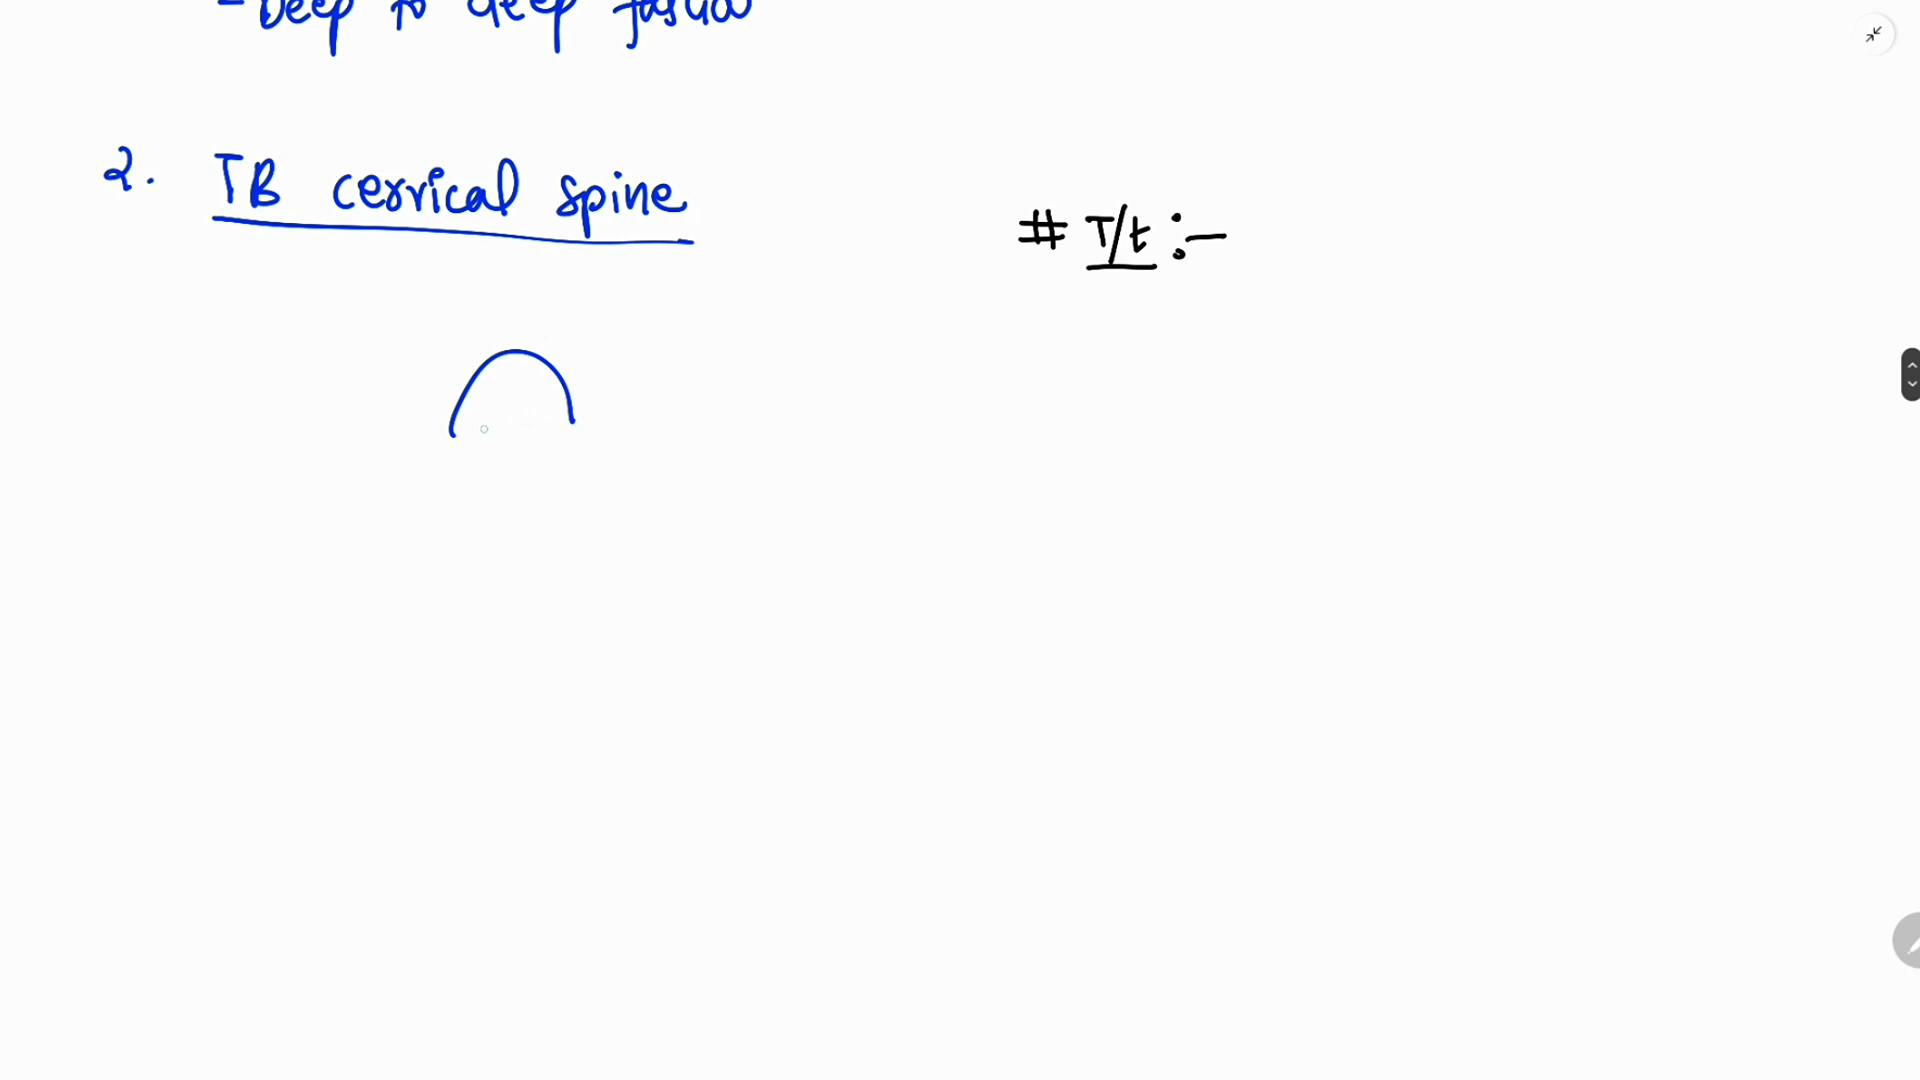 - Deep to deep fascia
2. TB cervical spine
# T/t :-